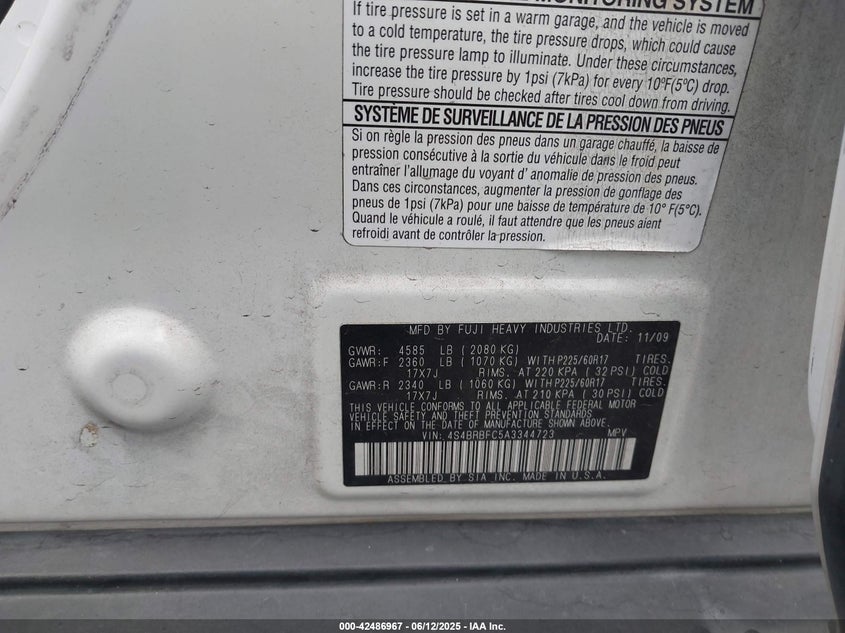 MONITORING SYSTEM
If tire pressure is set in a warm garage, and the vehicle is moved
to a cold temperature, the tire pressure drops, which could cause
the tire pressure lamp to illuminate. Under these circumstances,
increase the tire pressure by 1psi (7kPa) for every 10ºF(5ºC) drop.
Tire pressure should be checked after tires cool down from driving.
SYSTÈME DE SURVEILLANCE DE LA PRESSION DES PNEUS
Si on règle la pression des pneus dans un garage chauffé, la baisse de
pression consécutive à la sortie du véhicule dans le froid peut
entraîner l'allumage du voyant d' anomalie de pression des pneus.
Dans ces circonstances, augmenter la pression de gonflage des
pneus de 1psi (7kPa) pour une baisse de température de 10° F(5°C).
Quand le véhicule a roulé, il faut attendre que les pneus aient
refroidi avant de contrôler la pression.
MFD BY FUJI HEAVY INDUSTRIES LTD.
DATE: 11/09
GVWR: 4585 LB (2080 KG)
GAWR:F 2360 LB (1070 KG) WITH P225/60R17 TIRES.
17X7J RIMS. AT 220 KPA (32 PSI) COLD
GAWR:R 2340 LB (1060 KG) WITH P225/60R17 TIRES.
17X7J RIMS. AT 210 KPA (30 PSI) COLD
THIS VEHICLE CONFORMS TO ALL APPLICABLE FEDERAL MOTOR
VEHICLE SAFETY AND THEFT PREVENTION STANDARDS
IN EFFECT ON THE DATE OF MANUFACTURE SHOWN ABOVE.
VIN: 4S4BRBFC5A3344723 MPV
ASSEMBLED BY SIA INC. MADE IN U.S.A.
000-42486967 - 06/12/2025 - IAA Inc.